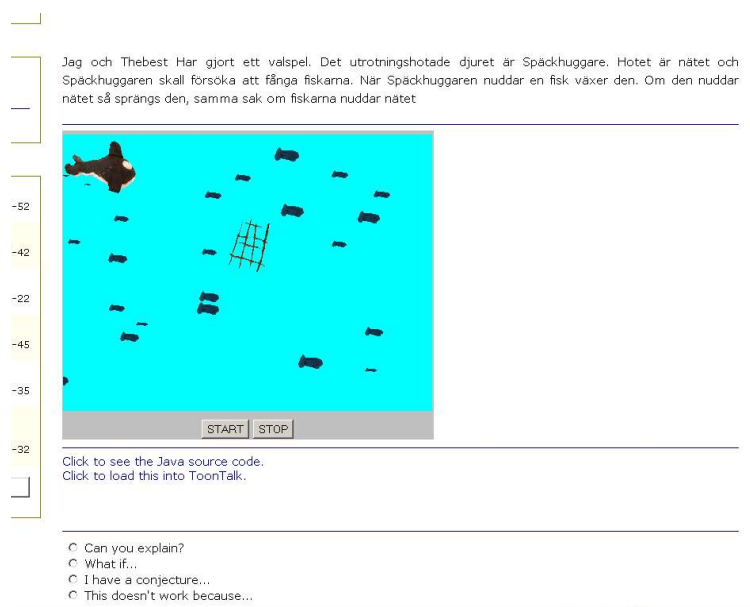 Jag och Thebest Har gjort ett valspel. Det utrotningshotade djuret är Späckhuggare. Hotet är nätet och
Späckhuggaren skall försöka att fånga fiskarna. När Späckhuggaren nuddar en fisk växer den. Om den nuddar
nätet så sprängs den, samma sak om fiskarna nuddar nätet
-52
-42
-22
-45
-35
-32
START STOP
Click to see the Java source code.
Click to load this into ToonTalk.
Can you explain?
What if...
I have a conjecture...
This doesn't work because...